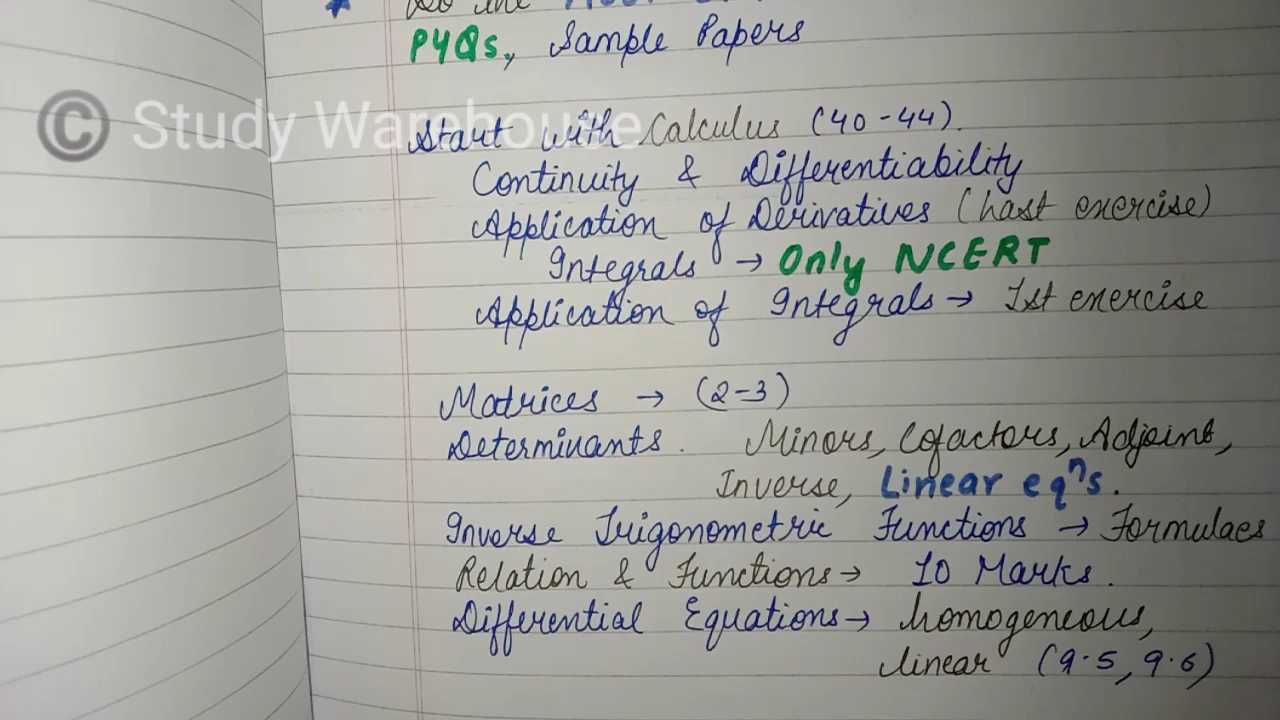 PYQs, Sample Papers
© Study Warehouse
Start with Calculus (40-44).
Continuity & Differentiability
Application of Derivatives (Last exercise)
Integrals → Only NCERT
Application of Integrals → 1st exercise
Matrices → (2-3)
Determinants. Minors, Cofactors, Adjoint,
Inverse, Linear eqⁿs.
Inverse Trigonometric Functions → Formulaes
Relation & Functions → 10 Marks.
Differential Equations → homogeneous,
linear (9.5, 9.6)